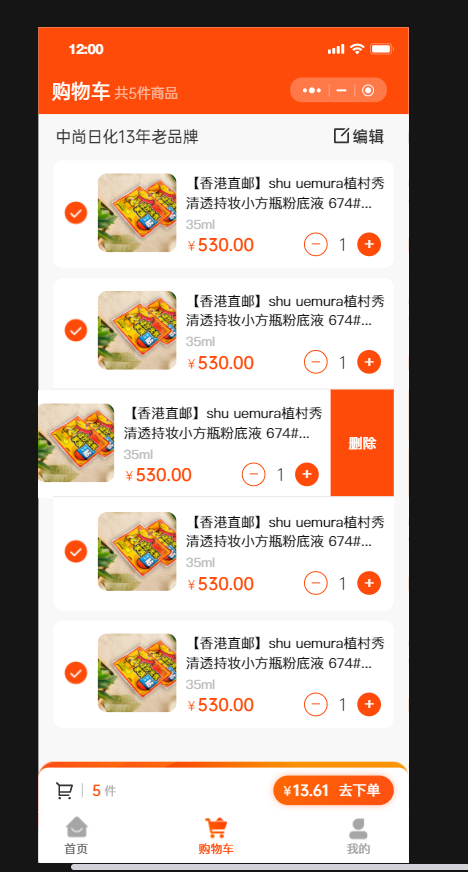 12:00
购物车 共5件商品
中尚日化13年老品牌 编辑
【香港直邮】shu uemura植村秀
清透持妆小方瓶粉底液 674#...
35ml
¥530.00 1
【香港直邮】shu uemura植村秀
清透持妆小方瓶粉底液 674#...
35ml
¥530.00 1
【香港直邮】shu uemura植村秀
清透持妆小方瓶粉底液 674#...
删除
35ml
¥530.00 1
【香港直邮】shu uemura植村秀
清透持妆小方瓶粉底液 674#...
35ml
¥530.00 1
【香港直邮】shu uemura植村秀
清透持妆小方瓶粉底液 674#...
35ml
¥530.00 1
5 件 ¥13.61 去下单
首页 购物车 我的